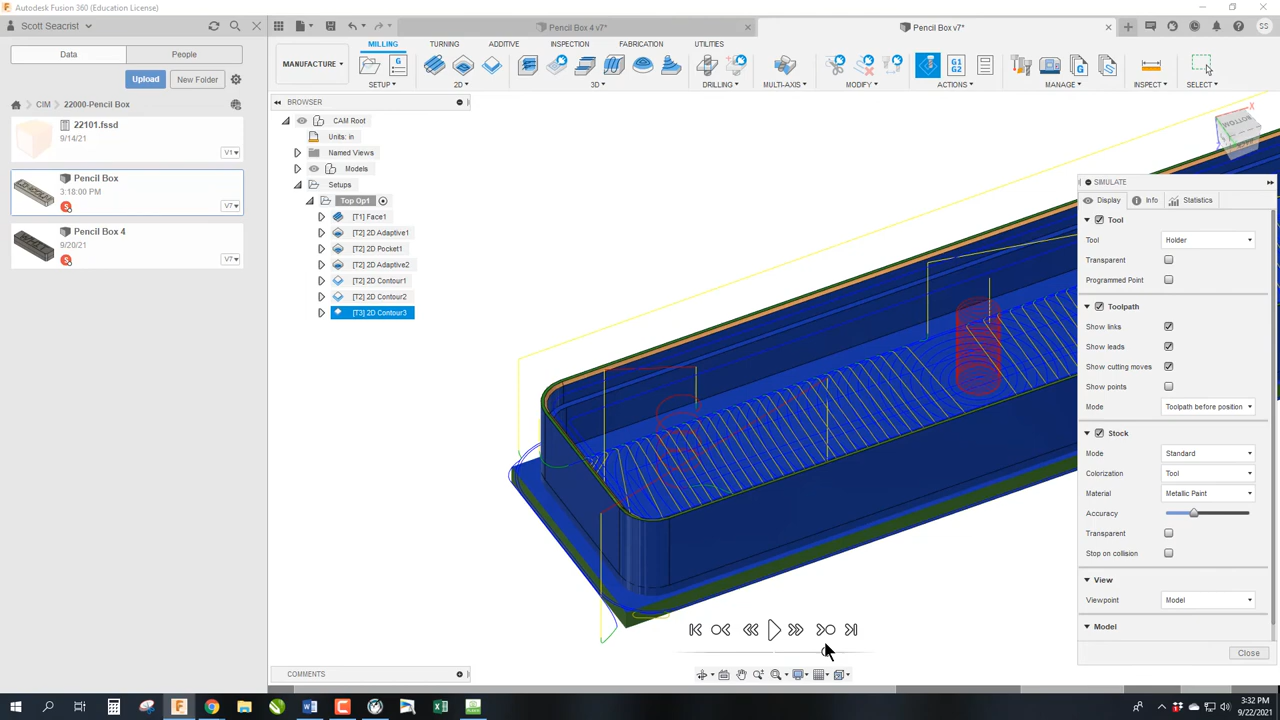 Autodesk Fusion 360 (Education License)
Scott Seacrist
Pencil Box 4 v7*
Pencil Box v7*
SS
Data
People
MILLING
TURNING
ADDITIVE
INSPECTION
FABRICATION
UTILITIES
MANUFACTURE
G1
G2
SETUP
2D
3D
DRILLING
MULTI-AXIS
MODIFY
ACTIONS
MANAGE
INSPECT
SELECT
Upload
New Folder
CIM
22000-Pencil Box
BROWSER
22101.fssd
9/14/21
V1
Pencil Box
3:18:00 PM
V7
Pencil Box 4
9/20/21
V7
CAM Root
Units: in
Named Views
Models
Setups
Top Op1
[T1] Face1
[T2] 2D Adaptive1
[T2] 2D Pocket1
[T2] 2D Adaptive2
[T2] 2D Contour1
[T2] 2D Contour2
[T3] 2D Contour3
X
BOTTOM
SIMULATE
Display
Info
Statistics
Tool
Tool
Holder
Transparent
Programmed Point
Toolpath
Show links
Show leads
Show cutting moves
Show points
Mode
Toolpath before position
Stock
Mode
Standard
Colorization
Tool
Material
Metallic Paint
Accuracy
Transparent
Stop on collision
View
Viewpoint
Model
Model
Close
COMMENTS
3:32 PM
9/22/2021